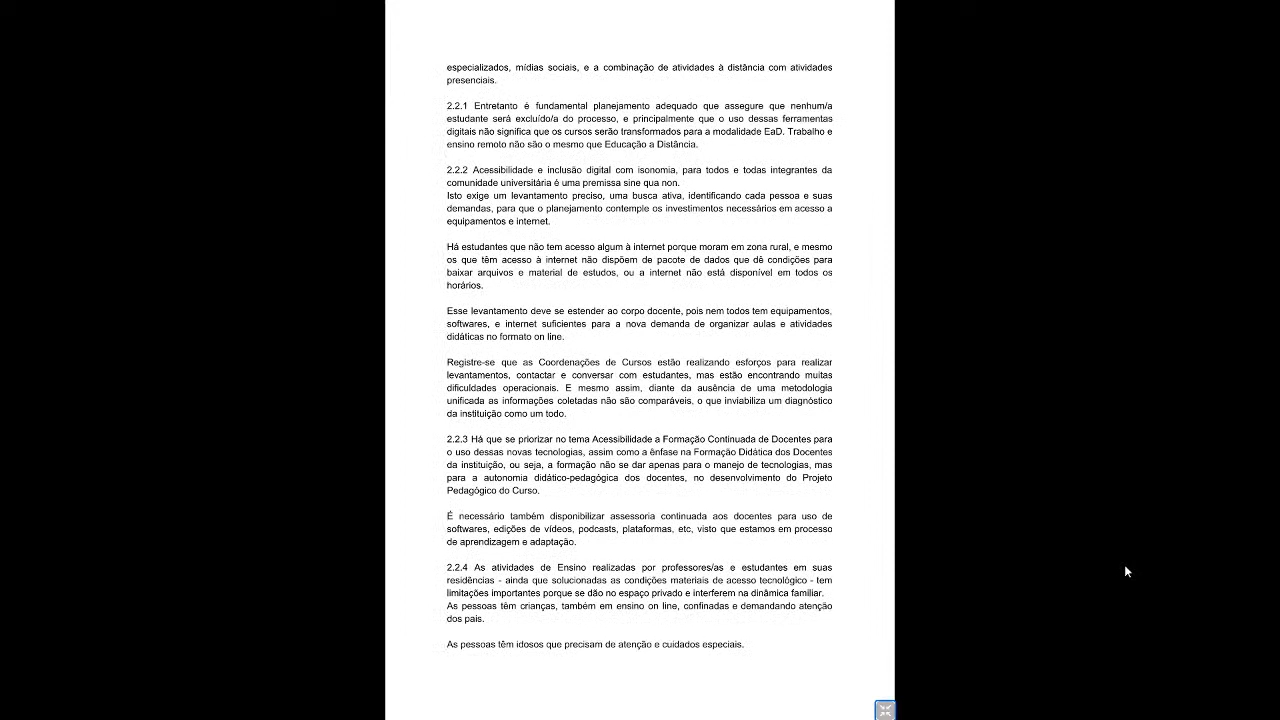 especializados, mídias sociais, e a combinação de atividades à distância com atividades
presenciais.
2.2.1 Entretanto é fundamental planejamento adequado que assegure que nenhum/a
estudante será excluído/a do processo, e principalmente que o uso dessas ferramentas
digitais não significa que os cursos serão transformados para a modalidade EaD. Trabalho e
ensino remoto não são o mesmo que Educação a Distância.
2.2.2 Acessibilidade e inclusão digital com isonomia, para todos e todas integrantes da
comunidade universitária é uma premissa sine qua non.
Isto exige um levantamento preciso, uma busca ativa, identificando cada pessoa e suas
demandas, para que o planejamento contemple os investimentos necessários em acesso a
equipamentos e internet.
Há estudantes que não tem acesso algum à internet porque moram em zona rural, e mesmo
os que têm acesso à internet não dispõem de pacote de dados que dê condições para
baixar arquivos e material de estudos, ou a internet não está disponível em todos os
horários.
Esse levantamento deve se estender ao corpo docente, pois nem todos tem equipamentos,
softwares, e internet suficientes para a nova demanda de organizar aulas e atividades
didáticas no formato on line.
Registre-se que as Coordenações de Cursos estão realizando esforços para realizar
levantamentos, contactar e conversar com estudantes, mas estão encontrando muitas
dificuldades operacionais. E mesmo assim, diante da ausência de uma metodologia
unificada as informações coletadas não são comparáveis, o que inviabiliza um diagnóstico
da instituição como um todo.
2.2.3 Há que se priorizar no tema Acessibilidade a Formação Continuada de Docentes para
o uso dessas novas tecnologias, assim como a ênfase na Formação Didática dos Docentes
da instituição, ou seja, a formação não se dar apenas para o manejo de tecnologias, mas
para a autonomia didático-pedagógica dos docentes, no desenvolvimento do Projeto
Pedagógico do Curso.
É necessário também disponibilizar assessoria continuada aos docentes para uso de
softwares, edições de vídeos, podcasts, plataformas, etc, visto que estamos em processo
de aprendizagem e adaptação.
2.2.4 As atividades de Ensino realizadas por professores/as e estudantes em suas
residências - ainda que solucionadas as condições materiais de acesso tecnológico - tem
limitações importantes porque se dão no espaço privado e interferem na dinâmica familiar.
As pessoas têm crianças, também em ensino on line, confinadas e demandando atenção
dos pais.
As pessoas têm idosos que precisam de atenção e cuidados especiais.